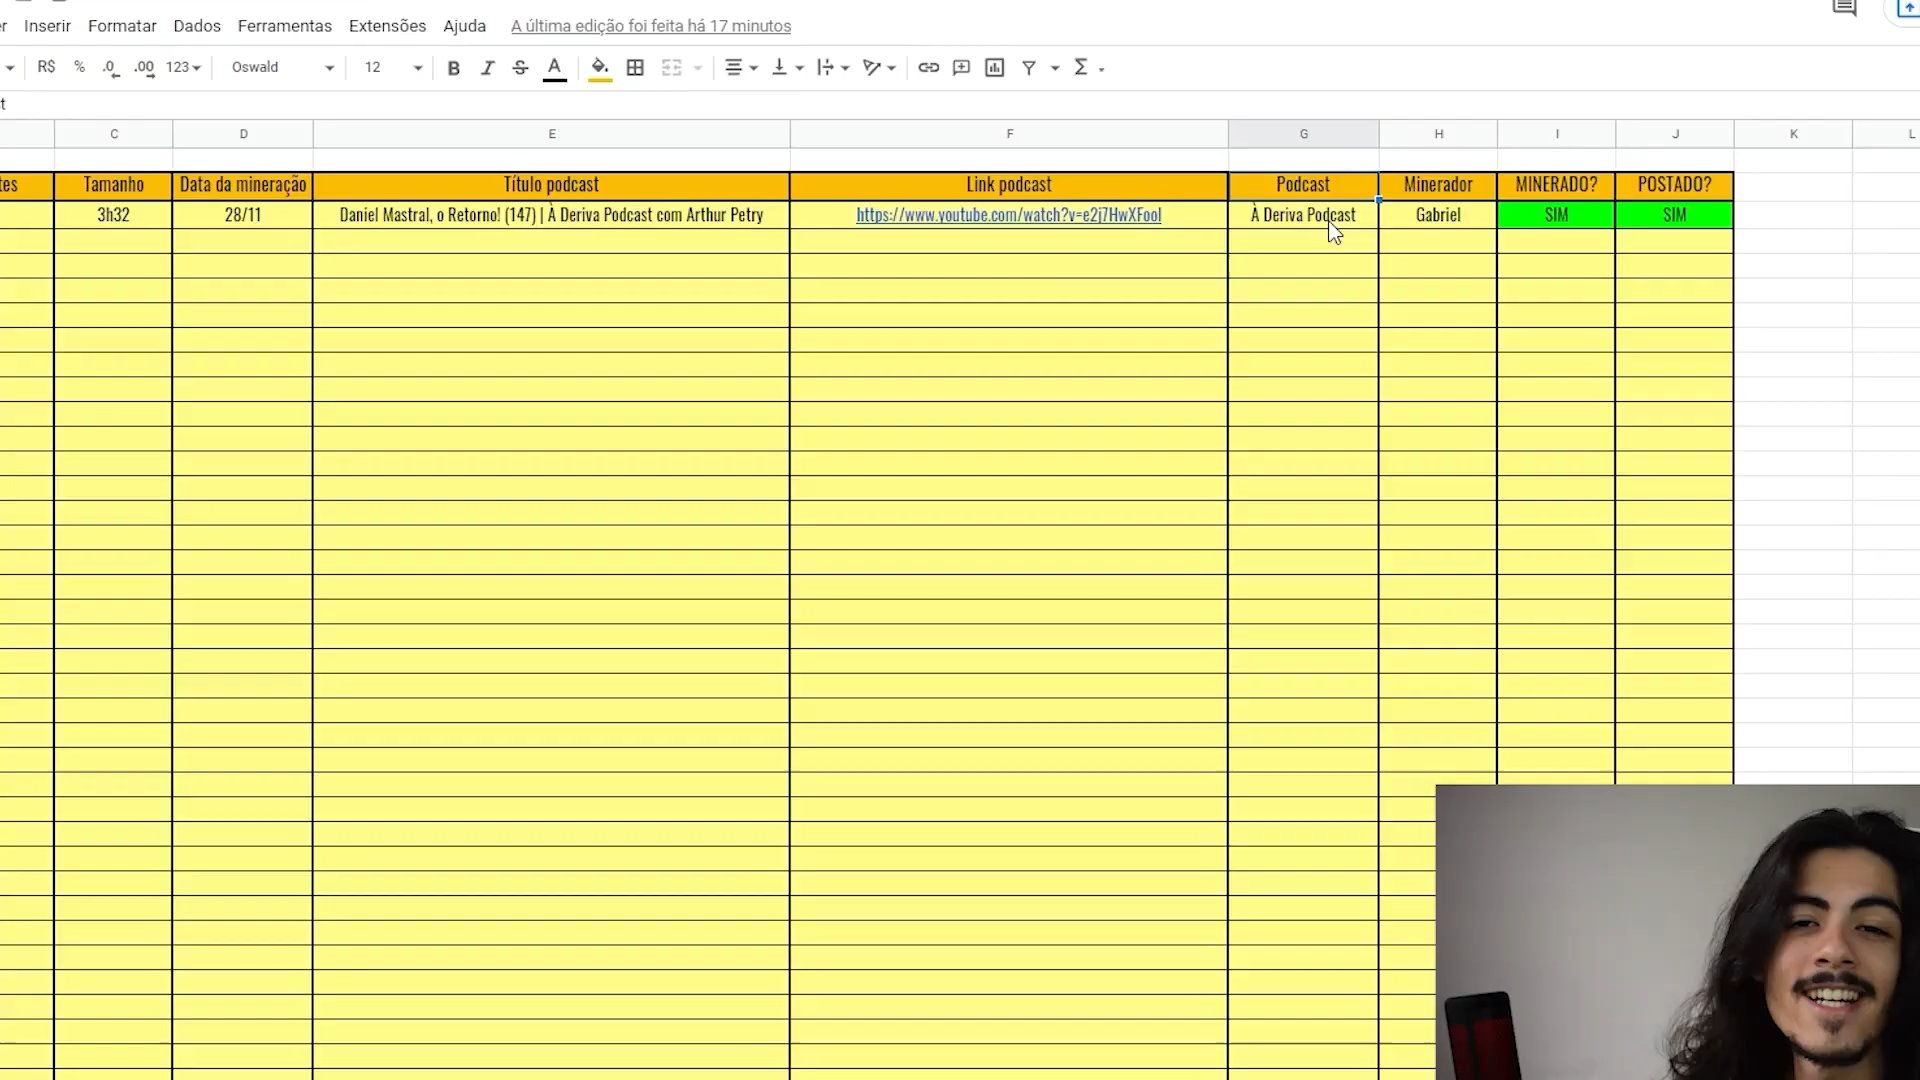 r Inserir Formatar Dados Ferramentas Extensões Ajuda A última edição foi feita há 17 minutos
R$ % .0 .00 123 Oswald 12 B I S A Σ
t
C D E F G H I J K L
tes Tamanho Data da mineração Título podcast Link podcast Podcast Minerador MINERADO? POSTADO?
3h32 28/11 Daniel Mastral, o Retorno! (147) | À Deriva Podcast com Arthur Petry https://www.youtube.com/watch?v=e2j7HwXFooI À Deriva Podcast Gabriel SIM SIM